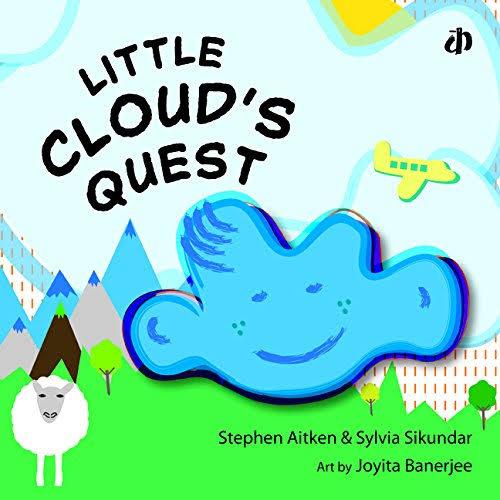 LITTLE
CLOUD'S
QUEST
Stephen Aitken & Sylvia Sikundar
Art by Joyita Banerjee